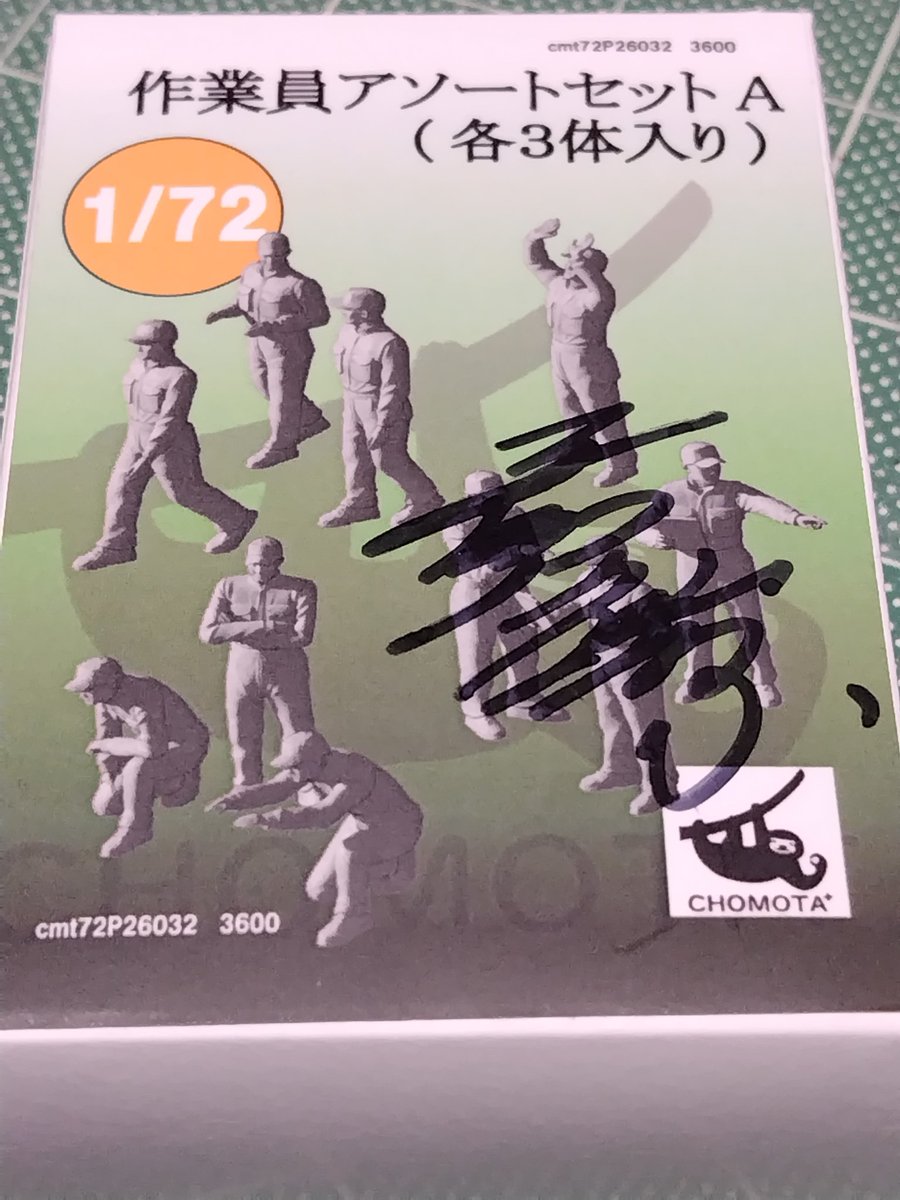 cmt72P26032 3600
作業員アソートセット A
(各3体入り)
1/72
CHOMOTA+
cmt72P26032 3600